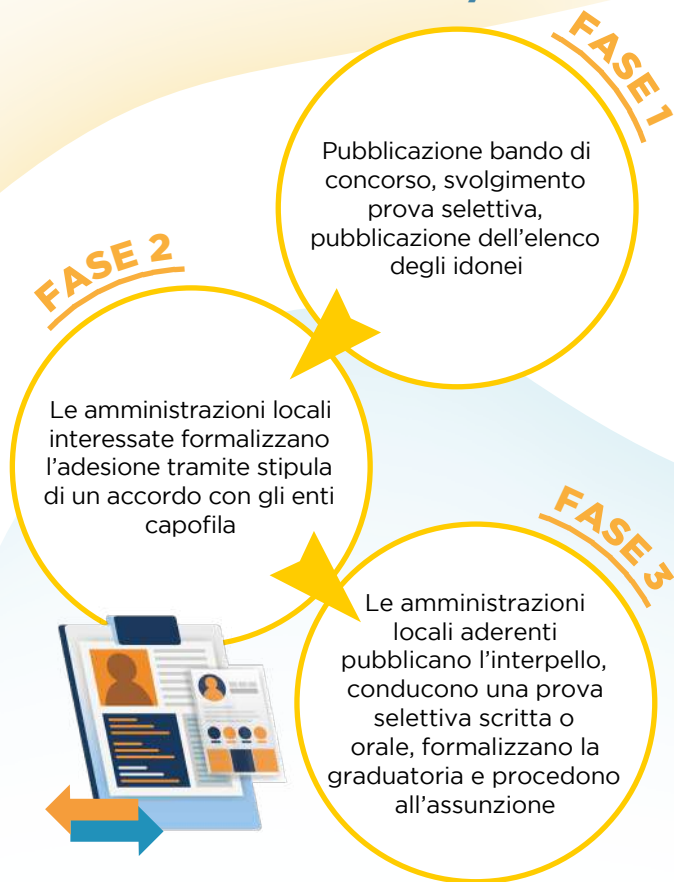 FASE 1
Pubblicazione bando di
concorso, svolgimento
prova selettiva,
pubblicazione dell’elenco
degli idonei
FASE 2
Le amministrazioni locali
interessate formalizzano
l’adesione tramite stipula
di un accordo con gli enti
capofila
FASE 3
Le amministrazioni
locali aderenti
pubblicano l’interpello,
conducono una prova
selettiva scritta o
orale, formalizzano la
graduatoria e procedono
all’assunzione